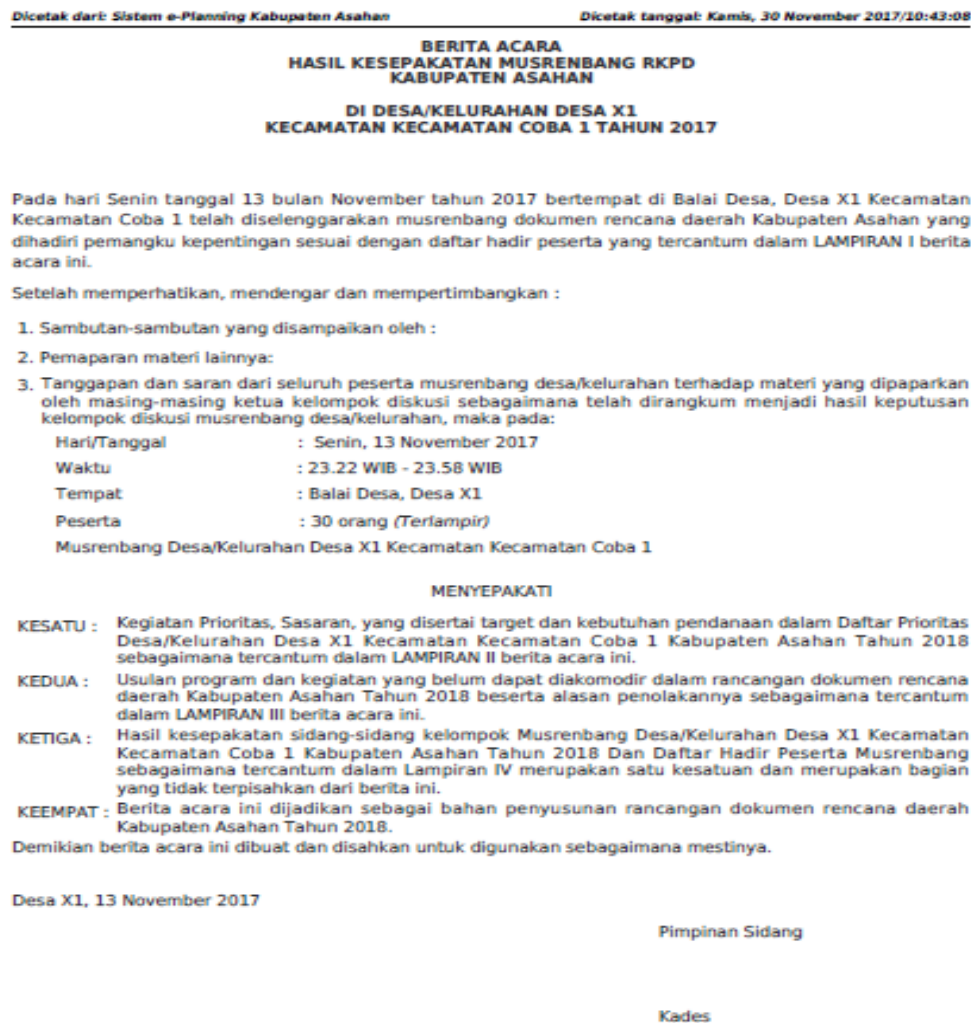 Dicetak dari: Sistem e-Planning Kabupaten Asahan Dicetak tanggal: Kamis, 30 November 2017/10:43:08
BERITA ACARA
HASIL KESEPAKATAN MUSRENBANG RKPD
KABUPATEN ASAHAN
DI DESA/KELURAHAN DESA X1
KECAMATAN KECAMATAN COBA 1 TAHUN 2017
Pada hari Senin tanggal 13 bulan November tahun 2017 bertempat di Balai Desa, Desa X1 Kecamatan
Kecamatan Coba 1 telah diselenggarakan musrenbang dokumen rencana daerah Kabupaten Asahan yang
dihadiri pemangku kepentingan sesuai dengan daftar hadir peserta yang tercantum dalam LAMPIRAN I berita
acara ini.
Setelah memperhatikan, mendengar dan mempertimbangkan :
1. Sambutan-sambutan yang disampaikan oleh :
2. Pemaparan materi lainnya:
3. Tanggapan dan saran dari seluruh peserta musrenbang desa/kelurahan terhadap materi yang dipaparkan
oleh masing-masing ketua kelompok diskusi sebagaimana telah dirangkum menjadi hasil keputusan
kelompok diskusi musrenbang desa/kelurahan, maka pada:
Hari/Tanggal : Senin, 13 November 2017
Waktu : 23.22 WIB - 23.58 WIB
Tempat : Balai Desa, Desa X1
Peserta : 30 orang (Terlampir)
Musrenbang Desa/Kelurahan Desa X1 Kecamatan Kecamatan Coba 1
MENYEPAKATI
KESATU : Kegiatan Prioritas, Sasaran, yang disertai target dan kebutuhan pendanaan dalam Daftar Prioritas
Desa/Kelurahan Desa X1 Kecamatan Kecamatan Coba 1 Kabupaten Asahan Tahun 2018
sebagaimana tercantum dalam LAMPIRAN II berita acara ini.
KEDUA : Usulan program dan kegiatan yang belum dapat diakomodir dalam rancangan dokumen rencana
daerah Kabupaten Asahan Tahun 2018 beserta alasan penolakannya sebagaimana tercantum
dalam LAMPIRAN III berita acara ini.
KETIGA : Hasil kesepakatan sidang-sidang kelompok Musrenbang Desa/Kelurahan Desa X1 Kecamatan
Kecamatan Coba 1 Kabupaten Asahan Tahun 2018 Dan Daftar Hadir Peserta Musrenbang
sebagaimana tercantum dalam Lampiran IV merupakan satu kesatuan dan merupakan bagian
yang tidak terpisahkan dari berita ini.
KEEMPAT : Berita acara ini dijadikan sebagai bahan penyusunan rancangan dokumen rencana daerah
Kabupaten Asahan Tahun 2018.
Demikian berita acara ini dibuat dan disahkan untuk digunakan sebagaimana mestinya.
Desa X1, 13 November 2017
Pimpinan Sidang
Kades